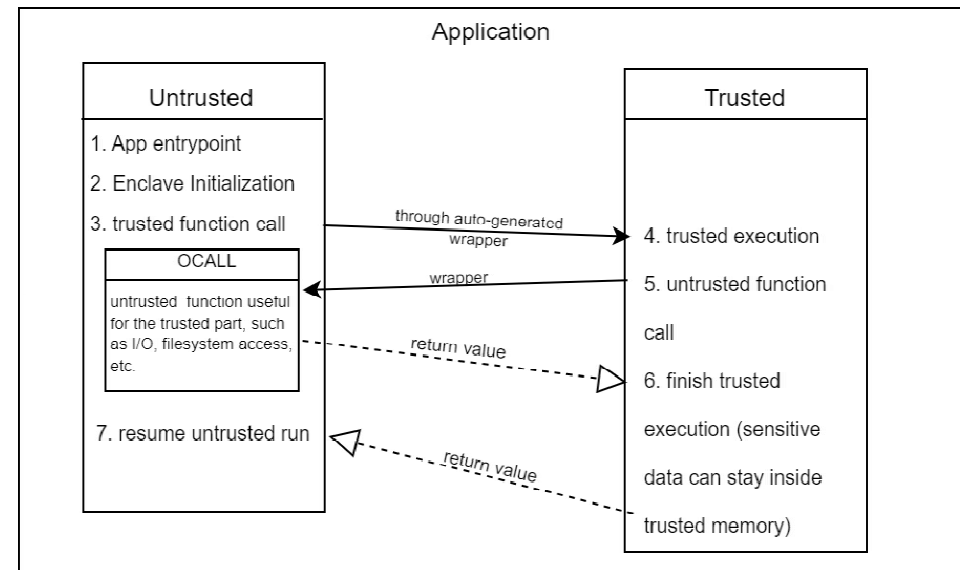 Application
Untrusted
1. App entrypoint
2. Enclave Initialization
3. trusted function call
OCALL
untrusted function useful
for the trusted part, such
as I/O, filesystem access,
etc.
7. resume untrusted run
through auto-generated
wrapper
wrapper
return value
return value
Trusted
4. trusted execution
5. untrusted function
call
6. finish trusted
execution (sensitive
data can stay inside
trusted memory)